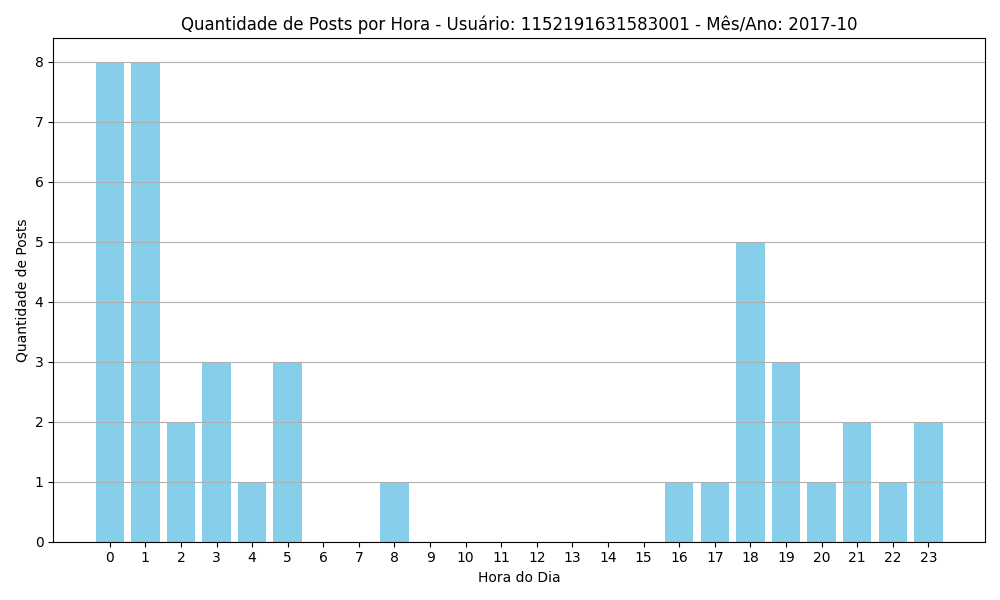 Quantidade de Posts por Hora - Usuário: 1152191631583001 - Mês/Ano: 2017-10
Quantidade de Posts
8
7
6
5
4
3
2
1
0
0 1 2 3 4 5 6 7 8 9 10 11 12 13 14 15 16 17 18 19 20 21 22 23
Hora do Dia